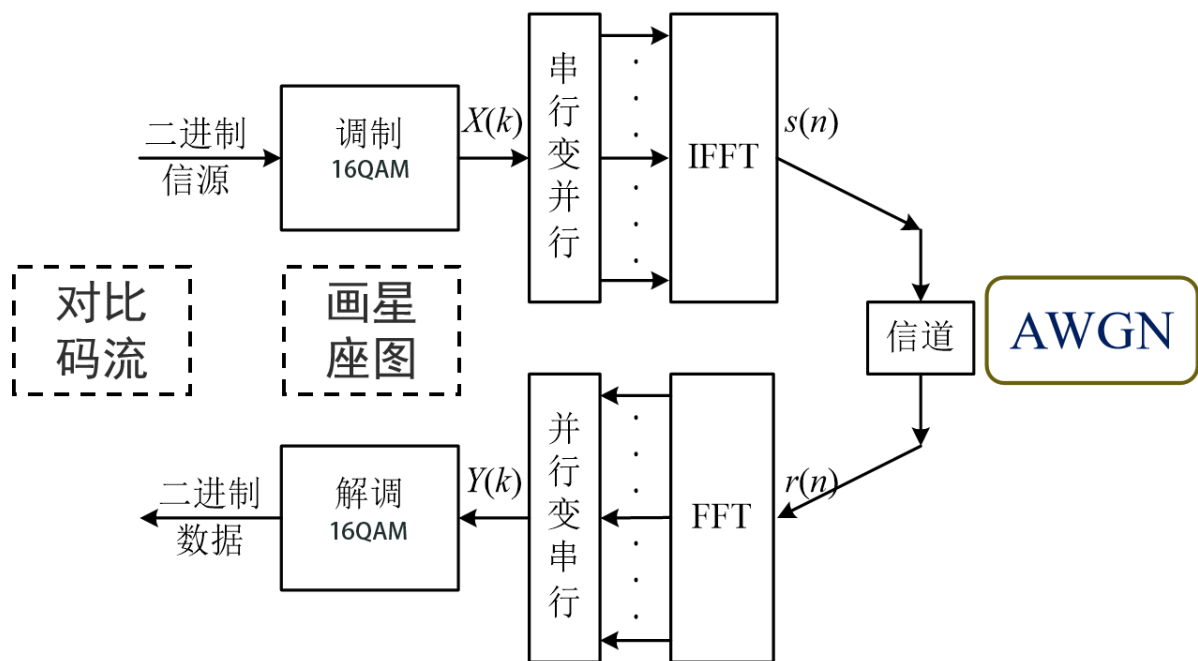 二进制
信源
调制
16QAM
X(k)
串
行
变
并
行
IFFT
s(n)
对比
码流
画星
座图
信道
AWGN
二进制
数据
解调
16QAM
Y(k)
并
行
变
串
行
FFT
r(n)